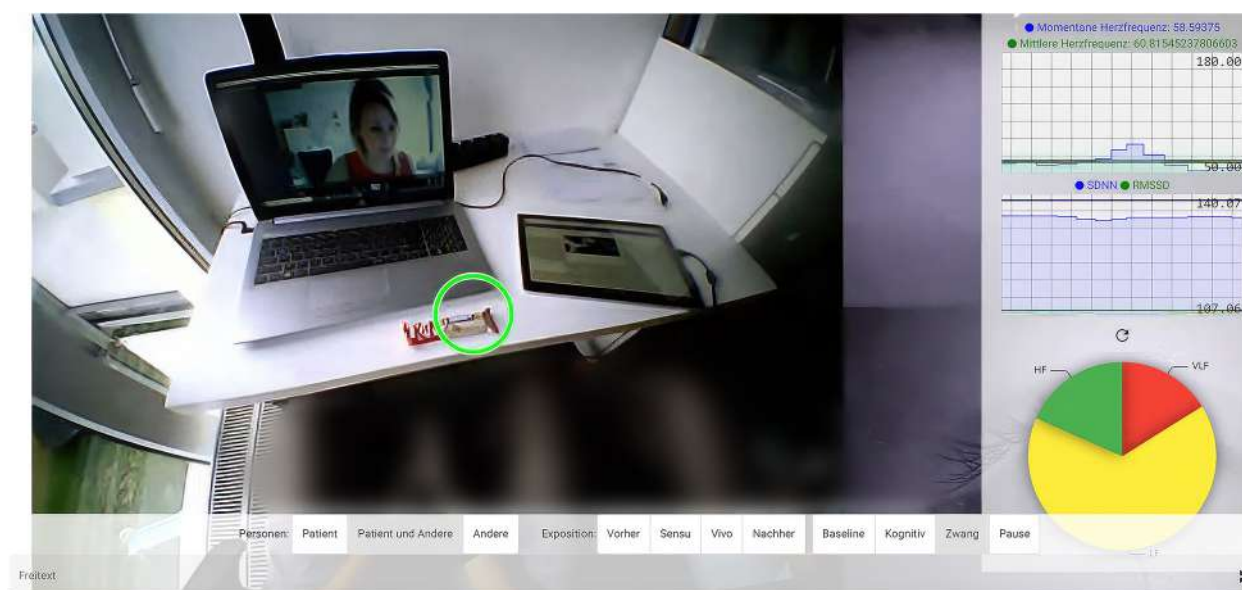 Momentane Herzfrequenz: 58.59375
Mittlere Herzfrequenz: 60.81545237806603
180.00
50.00
SDNN RMSSD
140.07
107.06
HF VLF
LF
Personen: Patient Patient und Andere Andere Exposition: Vorher Sensu Vivo Nachher Baseline Kognitiv Zwang Pause
Freitext